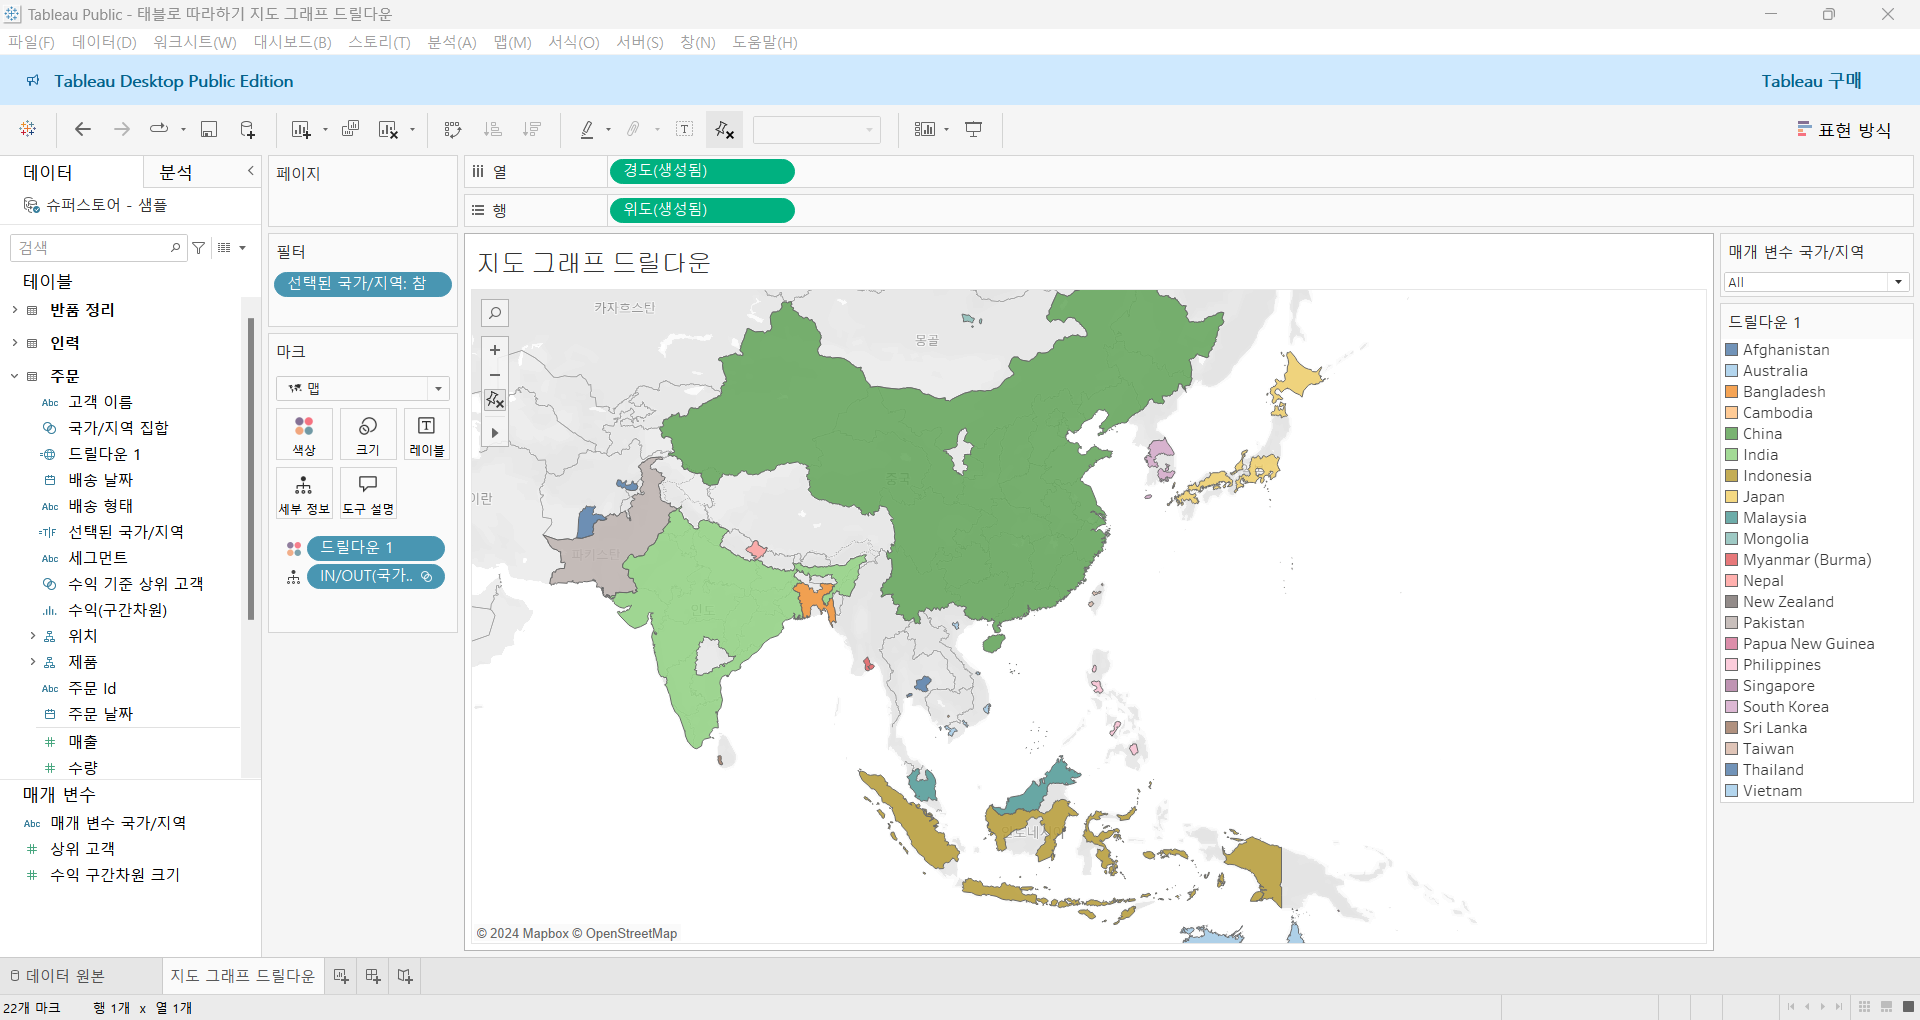 Tableau Public - 태블로 따라하기 지도 그래프 드릴다운
파일(F) 데이터(D) 워크시트(W) 대시보드(B) 스토리(T) 분석(A) 맵(M) 서식(O) 서버(S) 창(N) 도움말(H)
Tableau Desktop Public Edition
Tableau 구매
표현 방식
데이터 분석
슈퍼스토어 - 샘플
검색
테이블
반품 정리
인력
주문
Abc 고객 이름
국가/지역 집합
드릴다운 1
배송 날짜
Abc 배송 형태
=T|F 선택된 국가/지역
Abc 세그먼트
수익 기준 상위 고객
수익(구간차원)
위치
제품
Abc 주문 Id
주문 날짜
매출
수량
매개 변수
Abc 매개 변수 국가/지역
상위 고객
수익 구간차원 크기
페이지
필터
선택된 국가/지역: 참
마크
맵
색상 크기 레이블
세부 정보 도구 설명
드릴다운 1
IN/OUT(국가..
열 경도(생성됨)
행 위도(생성됨)
지도 그래프 드릴다운
카자흐스탄
몽골
중국
이란
파키스탄
인도
인도네시아
© 2024 Mapbox © OpenStreetMap
매개 변수 국가/지역
All
드릴다운 1
Afghanistan
Australia
Bangladesh
Cambodia
China
India
Indonesia
Japan
Malaysia
Mongolia
Myanmar (Burma)
Nepal
New Zealand
Pakistan
Papua New Guinea
Philippines
Singapore
South Korea
Sri Lanka
Taiwan
Thailand
Vietnam
데이터 원본 지도 그래프 드릴다운
22개 마크 행 1개 x 열 1개